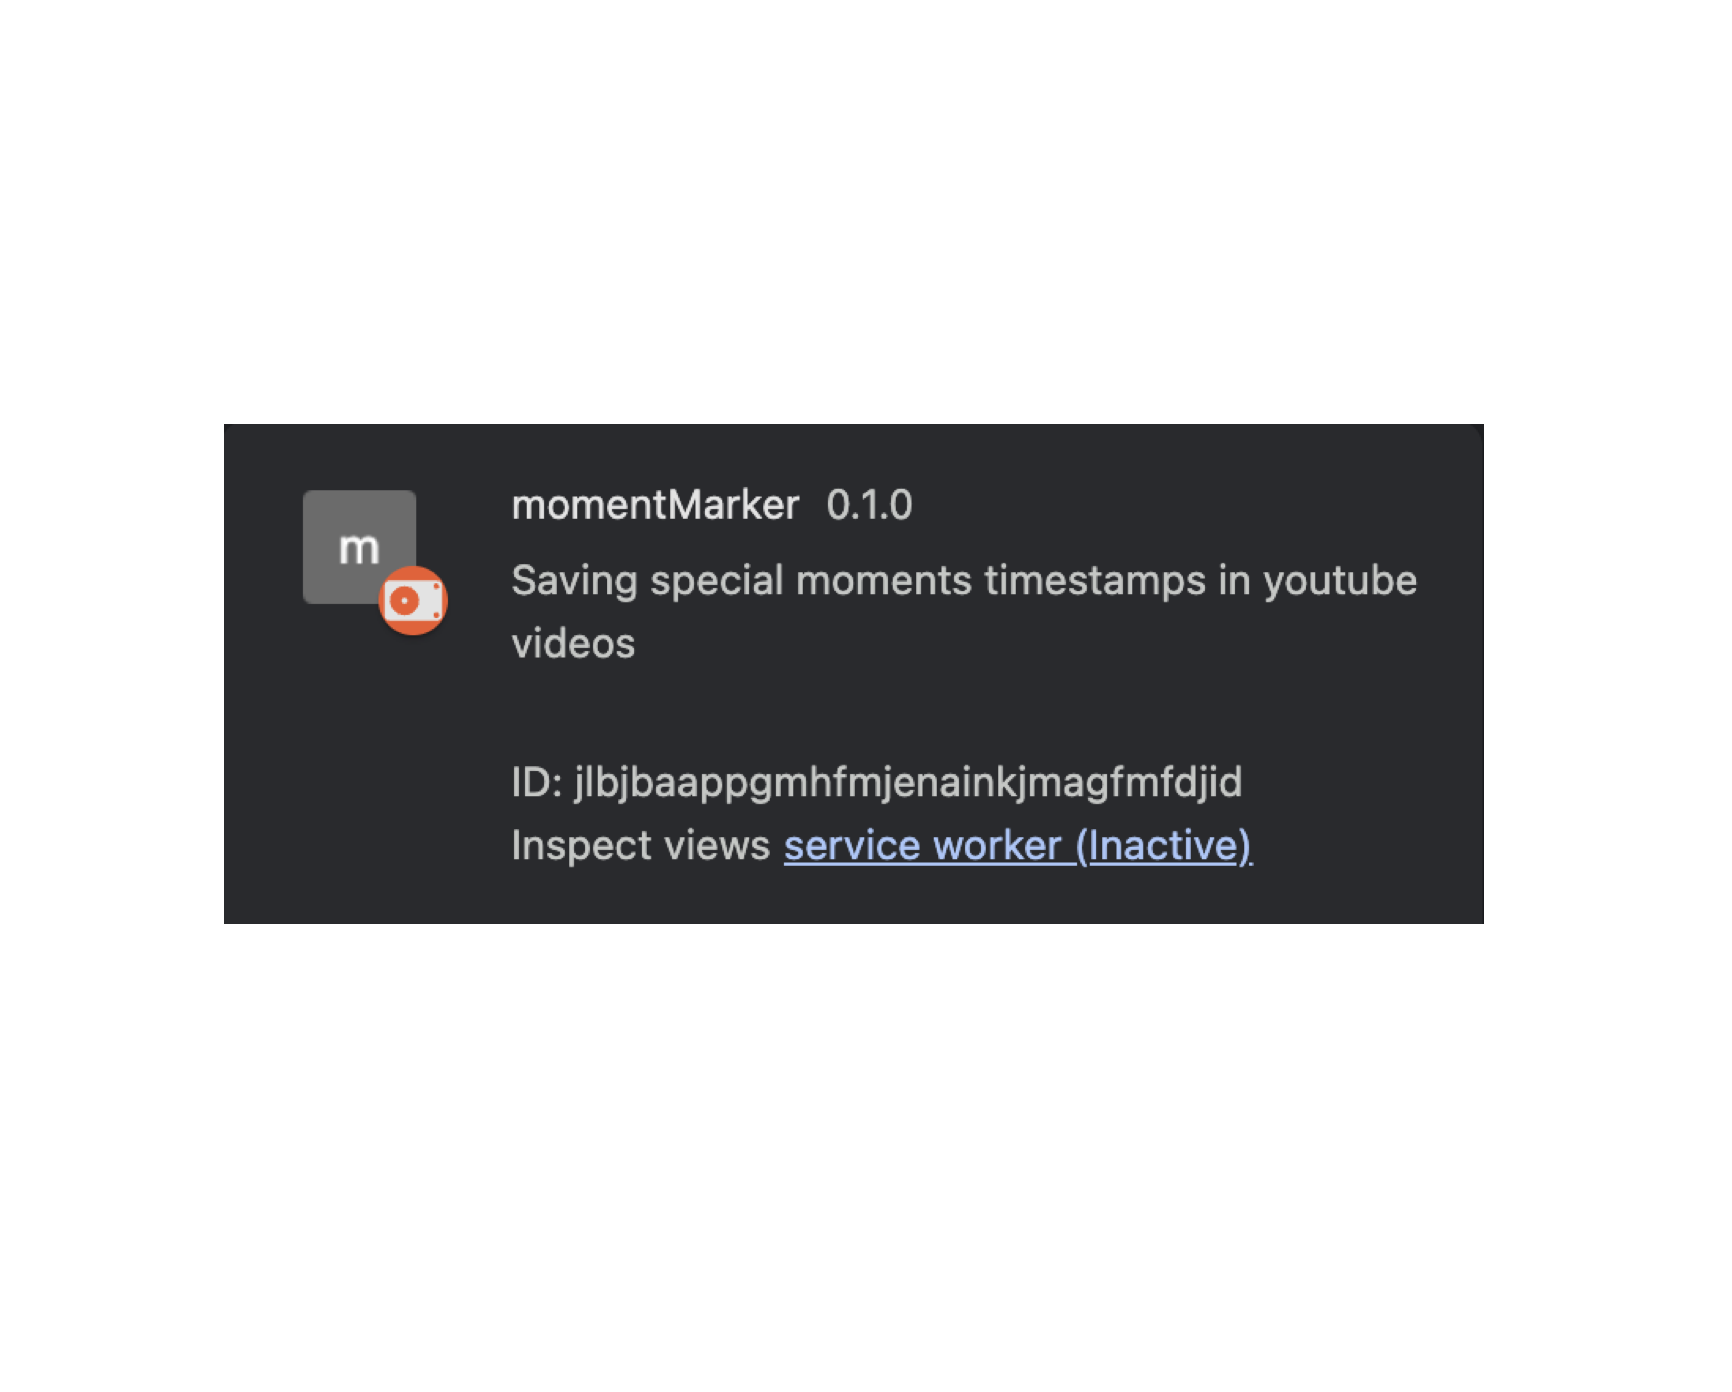 m
momentMarker 0.1.0
Saving special moments timestamps in youtube
videos
ID: jlbjbaappgmhfmjenainkjmagfmfdjid
Inspect views service worker (Inactive)